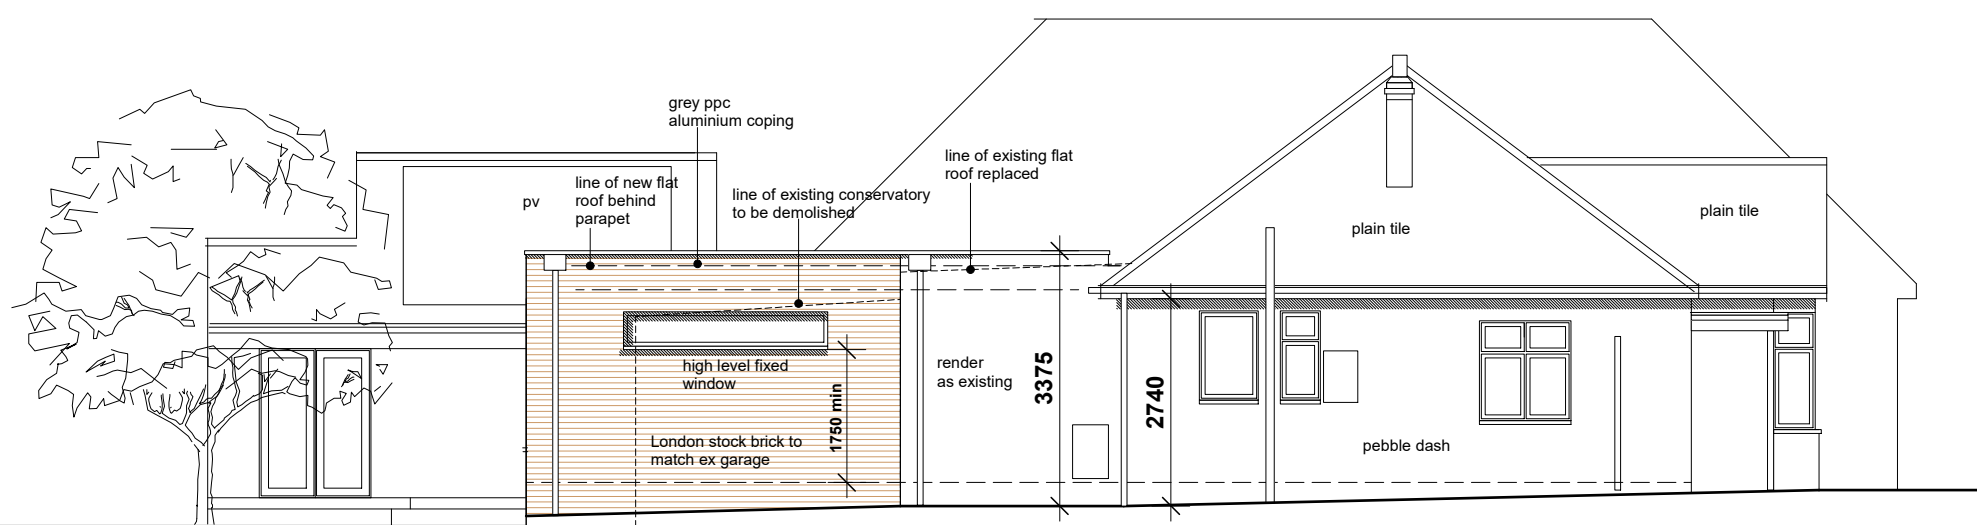 grey ppc
aluminium coping
line of new flat
roof behind
parapet
pv
line of existing conservatory
to be demolished
line of existing flat
roof replaced
plain tile
plain tile
high level fixed
window
render
as existing
3375
2740
1750 min
London stock brick to
match ex garage
pebble dash